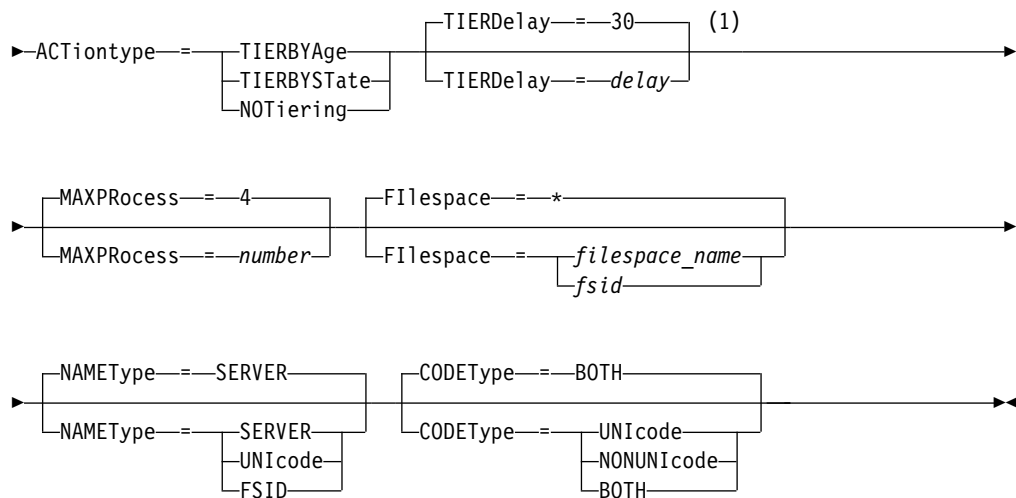 TIERDelay = 30 (1)
ACTiontype = TIERBYAge
TIERBYSTate TIERDelay = delay
NOTiering
MAXPRocess = 4 FIlespace = *
MAXPRocess = number FIlespace = filespace_name
fsid
NAMEType = SERVER CODEType = BOTH
NAMEType = SERVER CODEType = UNIcode
UNIcode NONUNIcode
FSID BOTH